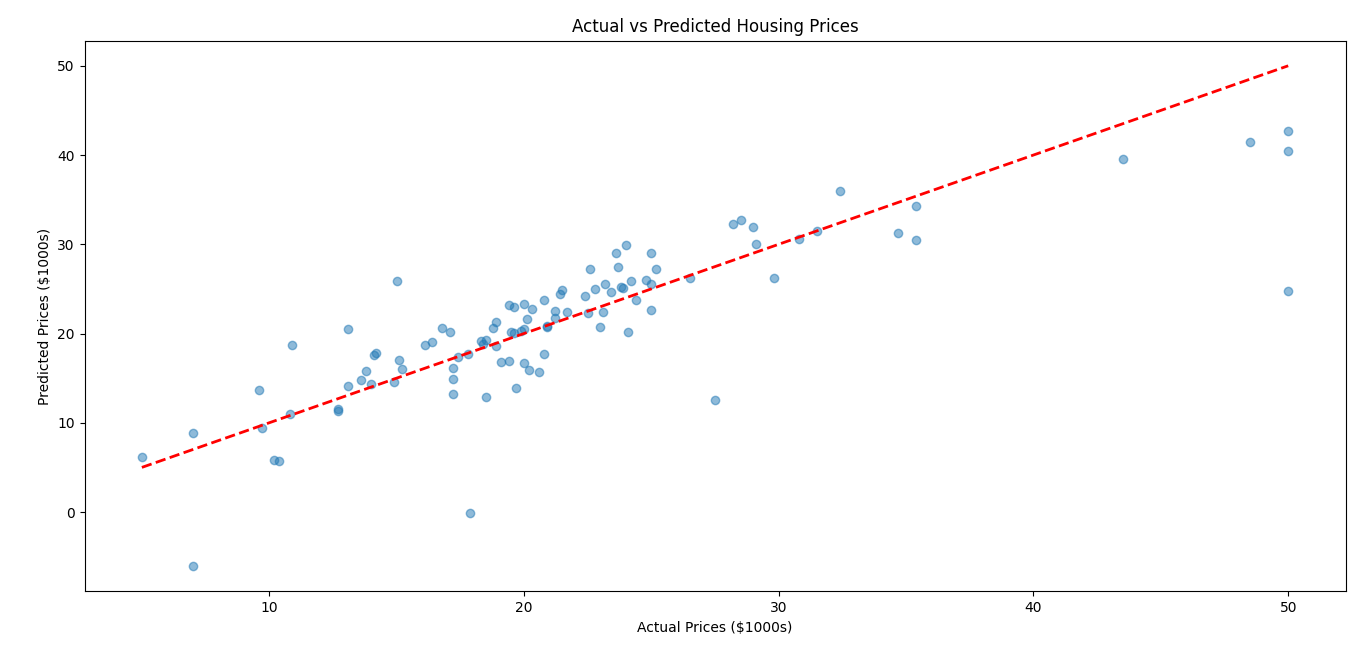 Actual vs Predicted Housing Prices
Predicted Prices ($1000s)
50
40
30
20
10
0
10 20 30 40 50
Actual Prices ($1000s)